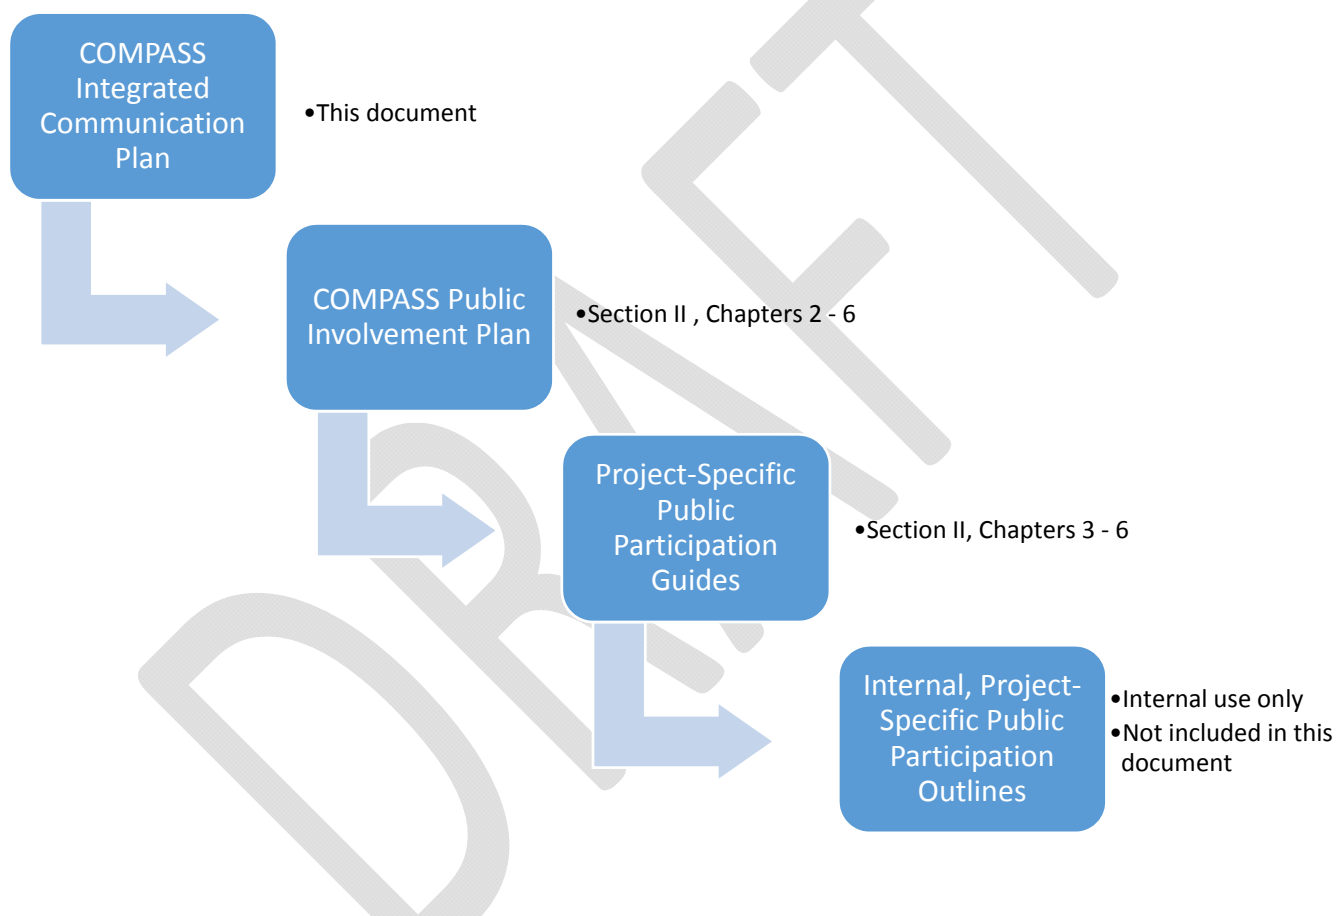 COMPASS
Integrated
Communication
Plan
•This document
COMPASS Public
Involvement Plan
•Section II , Chapters 2 - 6
Project-Specific
Public
Participation
Guides
•Section II, Chapters 3 - 6
Internal, Project-
Specific Public
Participation
Outlines
•Internal use only
•Not included in this
document
DRAFT